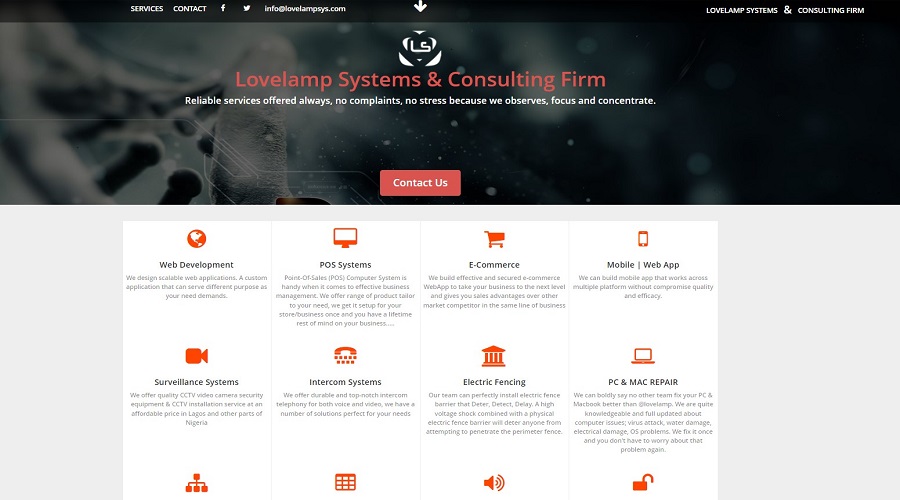 SERVICES CONTACT info@lovelampsys.com LOVELAMP SYSTEMS & CONSULTING FIRM
LS
Lovelamp Systems & Consulting Firm
Reliable services offered always, no complaints, no stress because we observes, focus and concentrate.
Contact Us
Web Development
We design scalable web applications. A custom
application that can serve different purpose as
your need demands.
POS Systems
Point-Of-Sales (POS) Computer System is
handy when it comes to effective business
management. We offer range of product tailor
to your need, we get it setup for your
store/business once and you have a lifetime
rest of mind on your business.....
E-Commerce
We build effective and secured e-commerce
WebApp to take your business to the next level
and gives you sales advantages over other
market competitor in the same line of business
Mobile | Web App
We can build mobile app that works across
multiple platform without compromise quality
and efficacy.
Surveillance Systems
We offer quality CCTV video camera security
equipment & CCTV installation service at an
affordable price in Lagos and other parts of
Nigeria
Intercom Systems
We offer durable and top-notch intercom
telephony for both voice and video, we have a
number of solutions perfect for your needs
Electric Fencing
Our team can perfectly install electric fence
barrier that Deter, Detect, Delay. A high
voltage shock combined with a physical
electric fence barrier will deter anyone from
attempting to penetrate the perimeter fence.
PC & MAC REPAIR
We can boldly say no other team fix your PC &
Macbook better than @lovelamp. We are quite
knowledgeable and full updated about
computer issues; virus attack, water damage,
electrical damage, OS problems. We fix it once
and you don't have to worry about that
problem again.